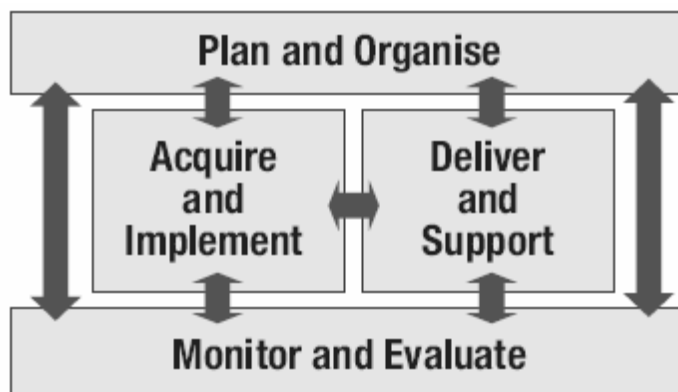 Plan and Organise
Acquire
and
Implement
Deliver
and
Support
Monitor and Evaluate